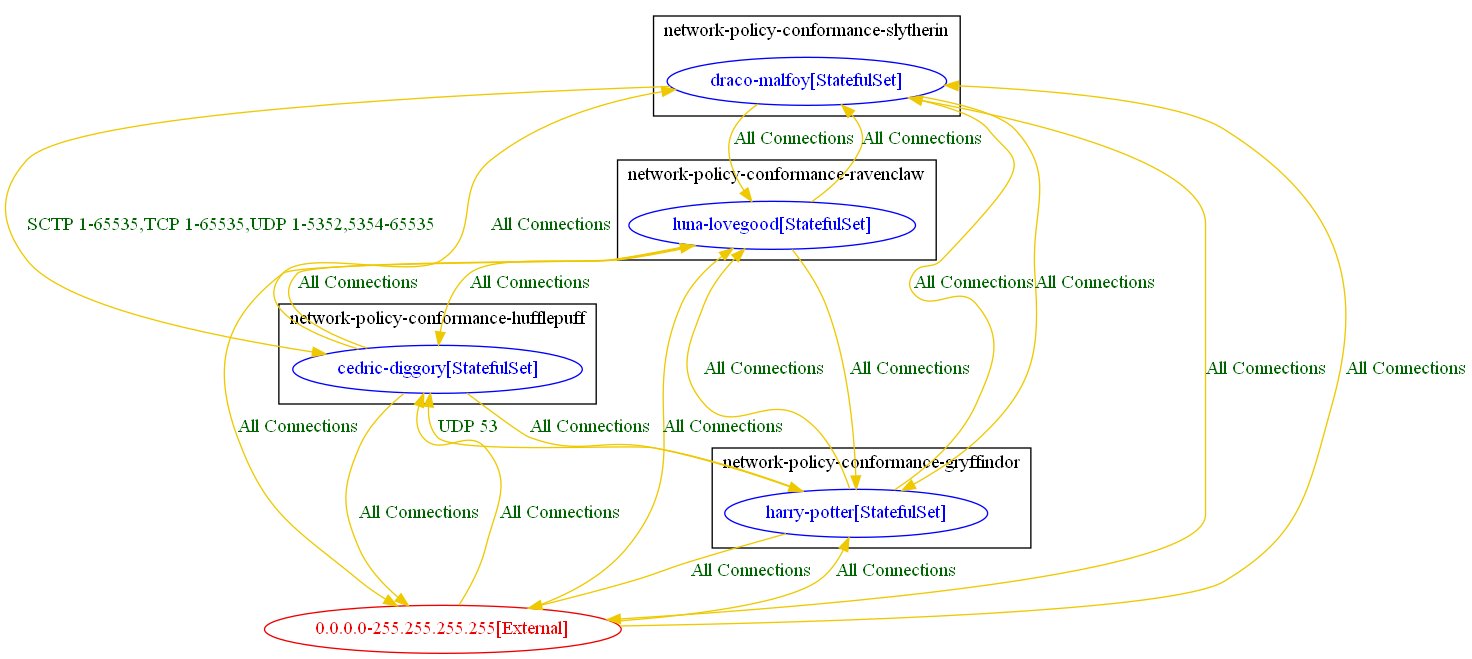 network-policy-conformance-slytherin
draco-malfoy[StatefulSet]
All Connections
All Connections
network-policy-conformance-ravenclaw
luna-lovegood[StatefulSet]
SCTP 1-65535,TCP 1-65535,UDP 1-5352,5354-65535
All Connections
All Connections
All Connections
All Connections
All Connections
network-policy-conformance-hufflepuff
cedric-diggory[StatefulSet]
All Connections
All Connections
All Connections
All Connections
All Connections
UDP 53
All Connections
All Connections
network-policy-conformance-gryffindor
harry-potter[StatefulSet]
All Connections
All Connections
All Connections
All Connections
0.0.0.0-255.255.255.255[External]